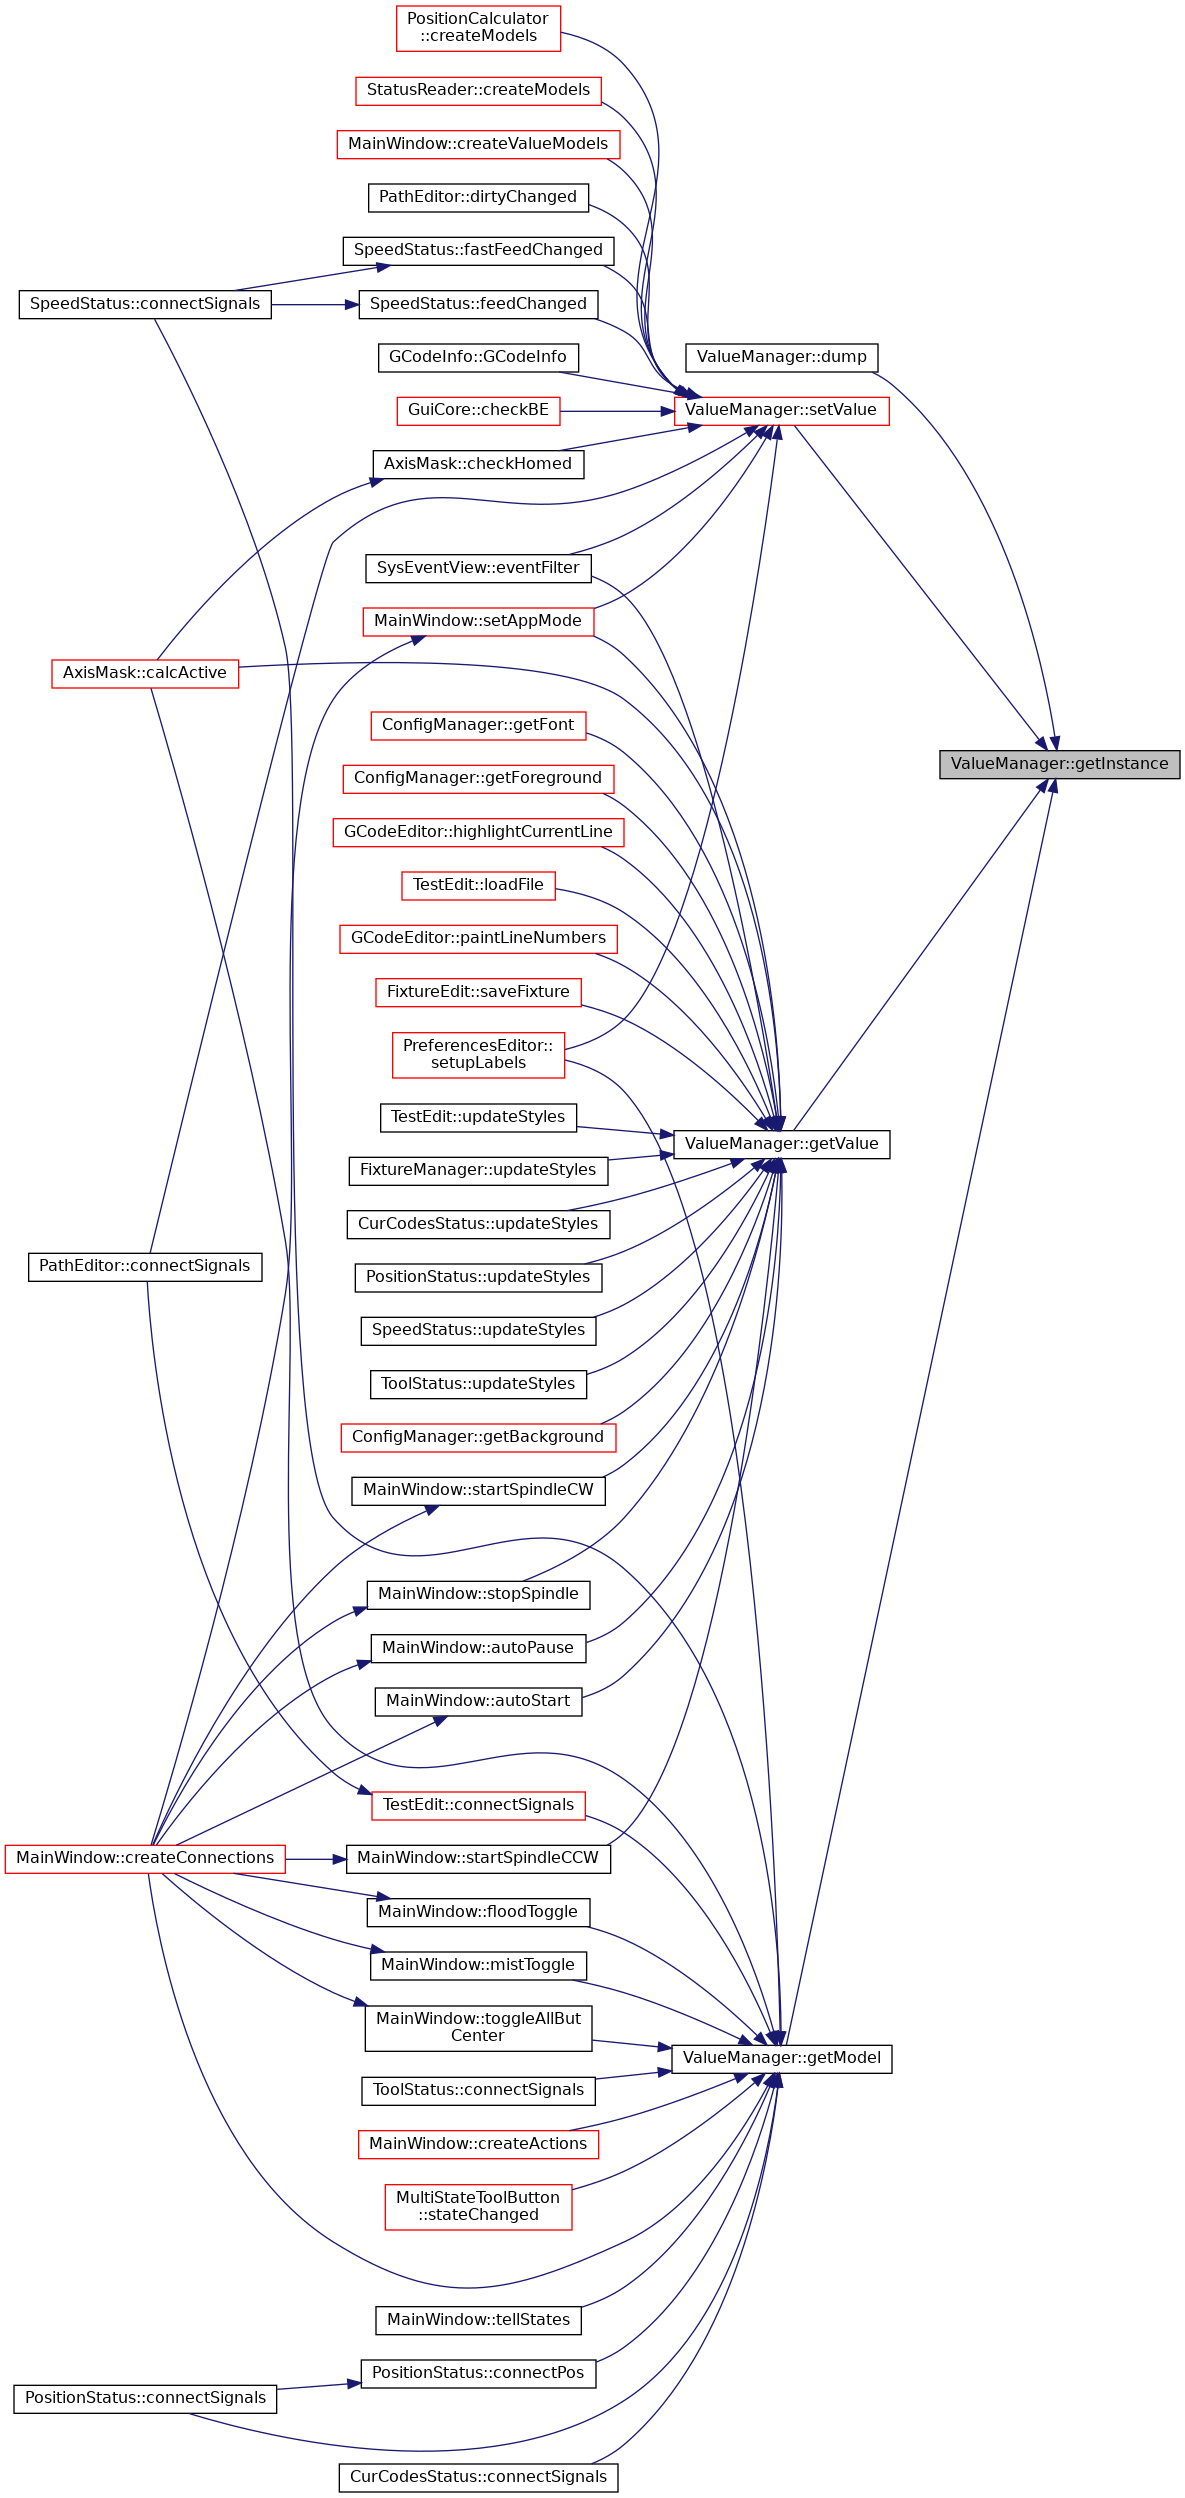 PositionCalculator
::createModels
StatusReader::createModels
MainWindow::createValueModels
PathEditor::dirtyChanged
SpeedStatus::fastFeedChanged
SpeedStatus::connectSignals
SpeedStatus::feedChanged
GCodeInfo::GCodeInfo
ValueManager::dump
GuiCore::checkBE
ValueManager::setValue
AxisMask::checkHomed
SysEventView::eventFilter
MainWindow::setAppMode
AxisMask::calcActive
ConfigManager::getFont
ValueManager::getInstance
ConfigManager::getForeground
GCodeEditor::highlightCurrentLine
TestEdit::loadFile
GCodeEditor::paintLineNumbers
FixtureEdit::saveFixture
PreferencesEditor::
setupLabels
TestEdit::updateStyles
ValueManager::getValue
FixtureManager::updateStyles
CurCodesStatus::updateStyles
PathEditor::connectSignals
PositionStatus::updateStyles
SpeedStatus::updateStyles
ToolStatus::updateStyles
ConfigManager::getBackground
MainWindow::startSpindleCW
MainWindow::stopSpindle
MainWindow::autoPause
MainWindow::autoStart
TestEdit::connectSignals
MainWindow::createConnections
MainWindow::startSpindleCCW
MainWindow::floodToggle
MainWindow::mistToggle
MainWindow::toggleAllBut
Center
ValueManager::getModel
ToolStatus::connectSignals
MainWindow::createActions
MultiStateToolButton
::stateChanged
MainWindow::tellStates
PositionStatus::connectPos
PositionStatus::connectSignals
CurCodesStatus::connectSignals